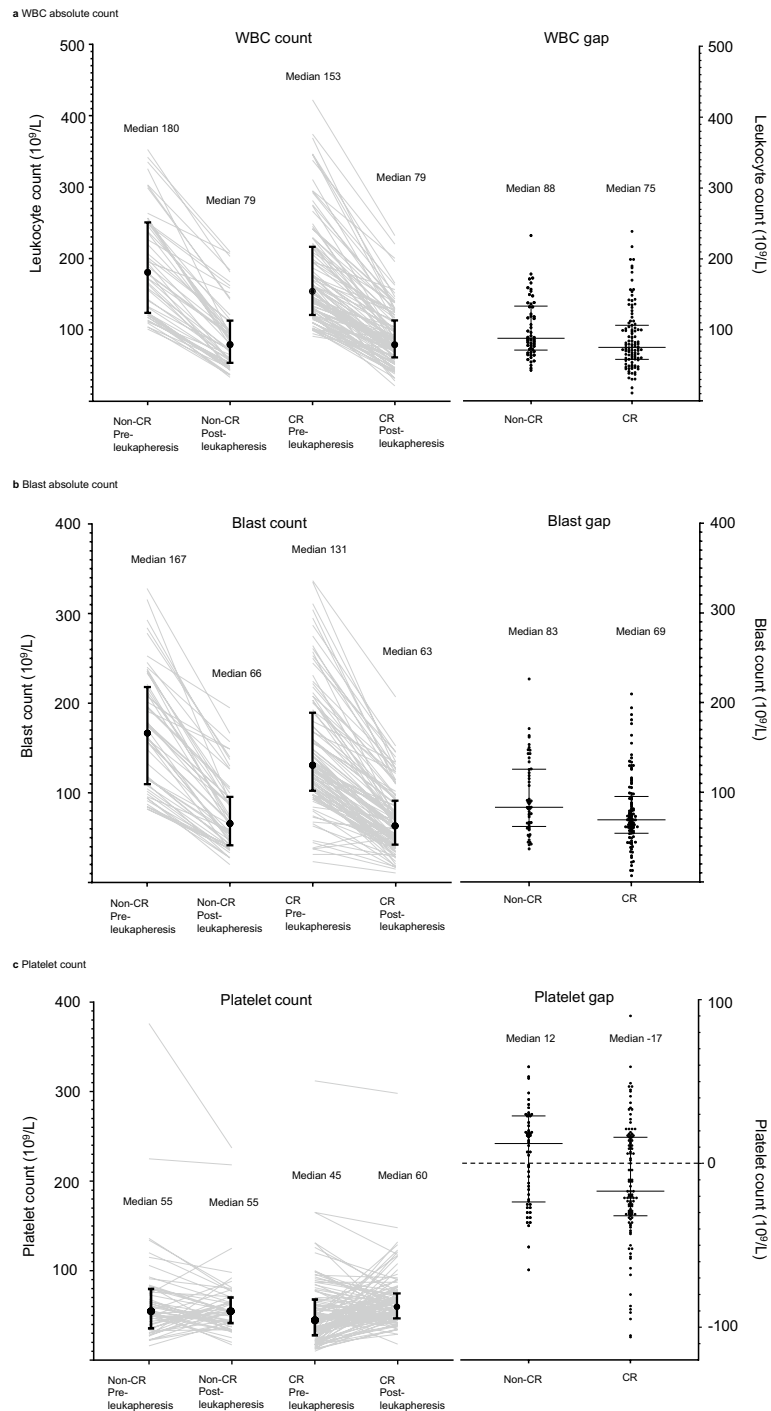 a WBC absolute count
WBC count
WBC gap
500
400
300
200
100
Leukocyte count (10⁹/L)
Median 180
Median 79
Median 153
Median 79
Non-CR
Pre-
leukapheresis
Non-CR
Post-
leukapheresis
CR
Pre-
leukapheresis
CR
Post-
leukapheresis
Median 88
Median 75
Non-CR
CR
500
400
300
200
100
Leukocyte count (10⁹/L)
b Blast absolute count
Blast count
Blast gap
400
300
200
100
Blast count (10⁹/L)
Median 167
Median 66
Median 131
Median 63
Non-CR
Pre-
leukapheresis
Non-CR
Post-
leukapheresis
CR
Pre-
leukapheresis
CR
Post-
leukapheresis
Median 83
Median 69
Non-CR
CR
400
300
200
100
Blast count (10⁹/L)
c Platelet count
Platelet count
Platelet gap
400
300
200
100
Platelet count (10⁹/L)
Median 55
Median 55
Median 45
Median 60
Non-CR
Pre-
leukapheresis
Non-CR
Post-
leukapheresis
CR
Pre-
leukapheresis
CR
Post-
leukapheresis
Median 12
Median -17
Non-CR
CR
100
0
-100
Platelet count (10⁹/L)